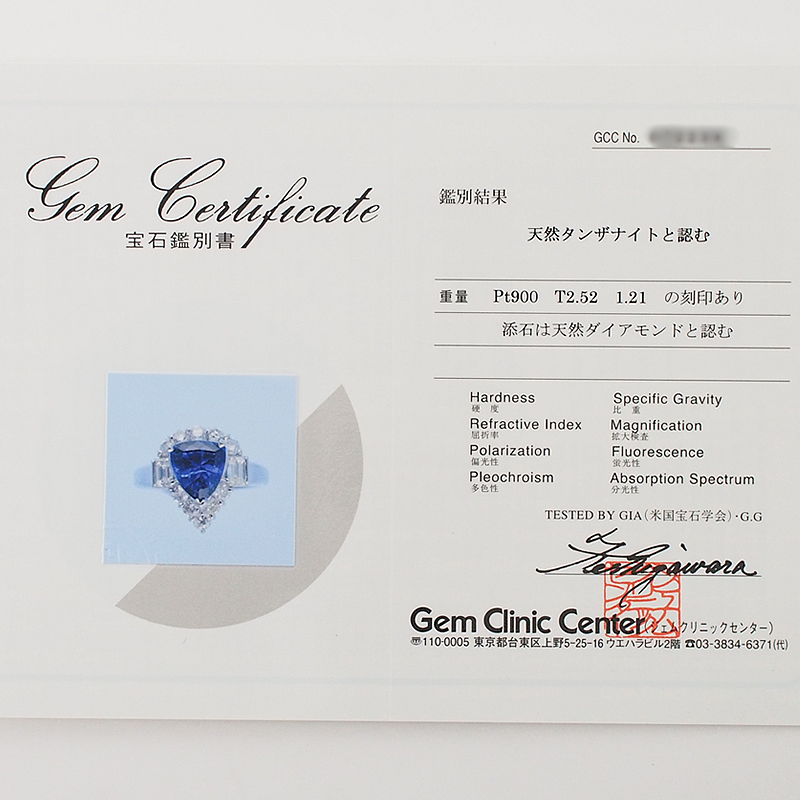 GCC No.
Gem Certificate
宝石鑑別書
鑑別結果
天然タンザナイトと認む
重量 Pt900 T2.52 1.21 の刻印あり
添石は天然ダイアモンドと認む
Hardness
硬度
Specific Gravity
比重
Refractive Index
屈折率
Magnification
拡大検査
Polarization
偏光性
Fluorescence
蛍光性
Pleochroism
多色性
Absorption Spectrum
分光性
TESTED BY GIA(米国宝石学会)・G.G
Gem Clinic Center(ジェムクリニックセンター)
〠110-0005 東京都台東区上野5-25-16 ウエハラビル2階 ☎03-3834-6371(代)